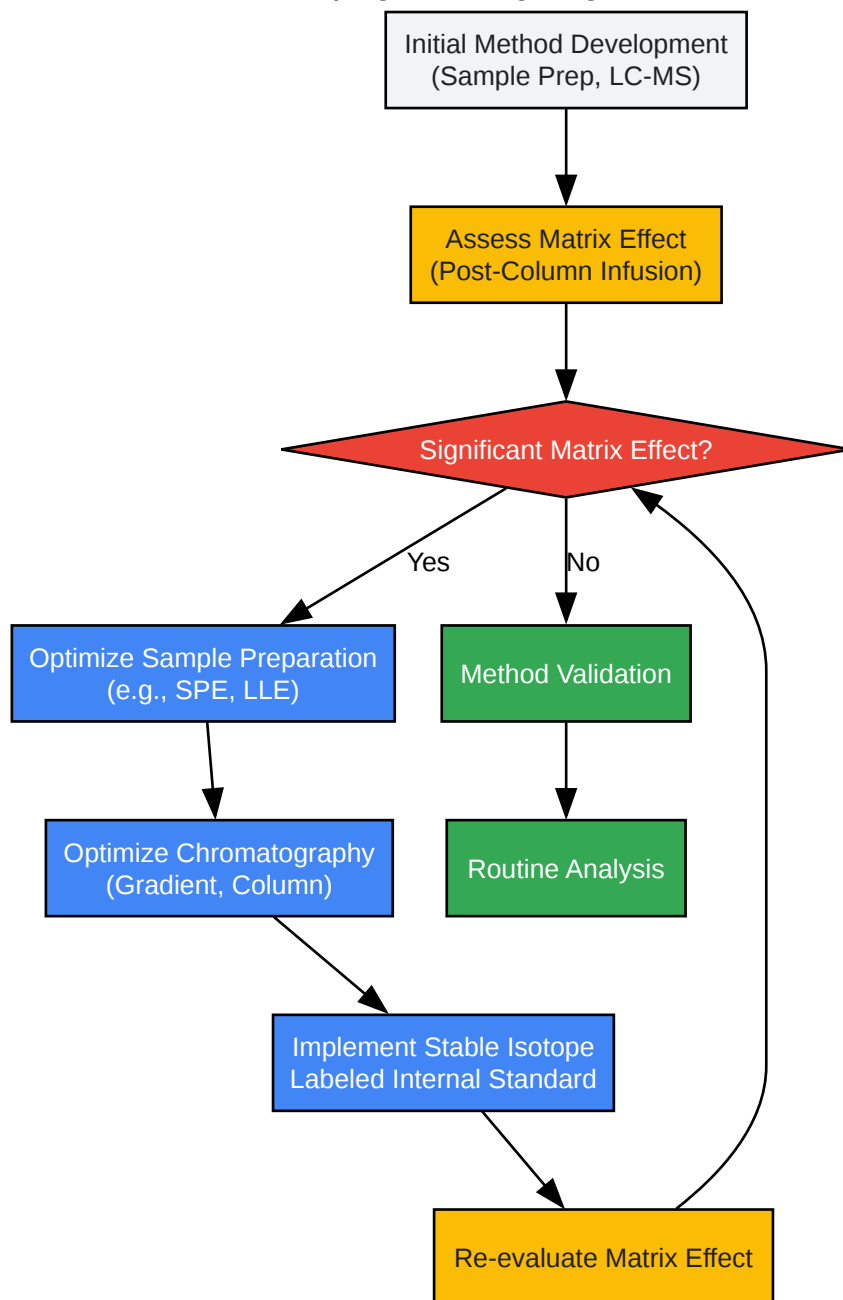 Initial Method Development
(Sample Prep, LC-MS)
Assess Matrix Effect
(Post-Column Infusion)
Significant Matrix Effect?
Yes
No
Optimize Sample Preparation
(e.g., SPE, LLE)
Method Validation
Optimize Chromatography
(Gradient, Column)
Routine Analysis
Implement Stable Isotope
Labeled Internal Standard
Re-evaluate Matrix Effect